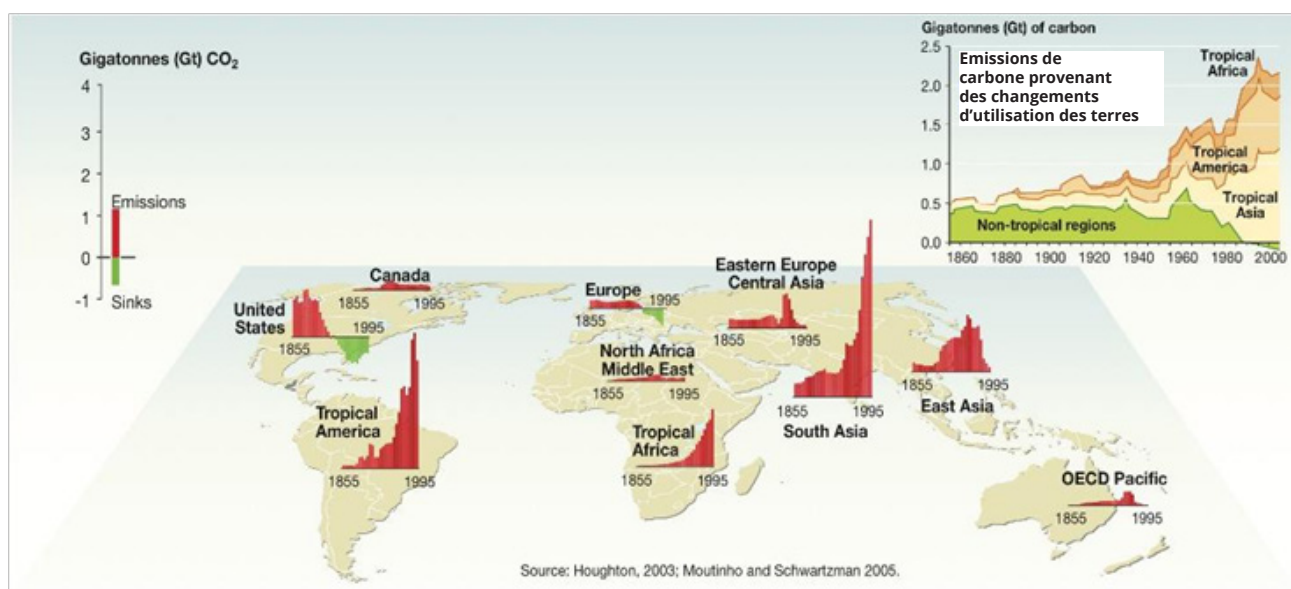 Gigatonnes (Gt) CO₂
4
3
2
1
0
-1
Emissions
Sinks
Gigatonnes (Gt) of carbon
2.5
2.0
1.5
1.0
0.5
0.0
Emissions de
carbone provenant
des changements
d’utilisation des terres
Tropical
Africa
Tropical
America
Tropical
Asia
Non-tropical regions
1860 1880 1900 1920 1940 1960 1980 2000
Canada
1855 1995
United
States
1855 1995
Europe
1855 1995
Eastern Europe
Central Asia
1855 1995
North Africa
Middle East
1855 1995
Tropical
America
1855 1995
Tropical
Africa
1855 1995
South Asia
1855 1995
East Asia
1855 1995
OECD Pacific
1855 1995
Source: Houghton, 2003; Moutinho and Schwartzman 2005.